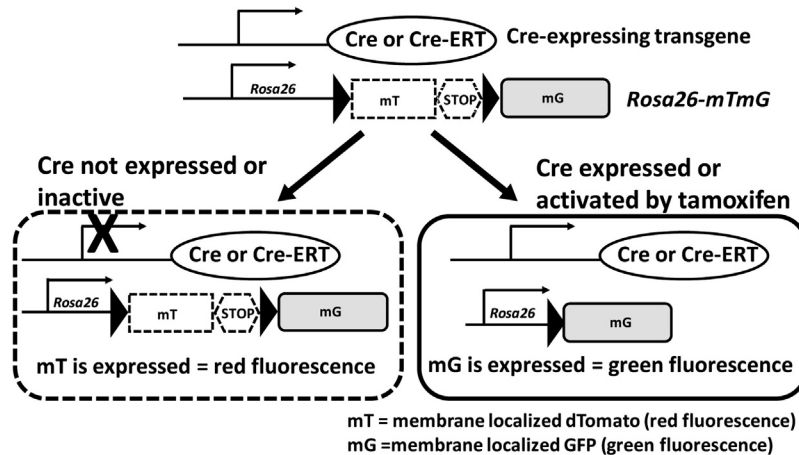 Cre or Cre-ERT
Cre-expressing transgene
Rosa26
mT
STOP
mG
Rosa26-mTmG
Cre not expressed or
inactive
X
Cre or Cre-ERT
Rosa26
mT
STOP
mG
mT is expressed = red fluorescence
Cre expressed or
activated by tamoxifen
Cre or Cre-ERT
Rosa26
mG
mG is expressed = green fluorescence
mT = membrane localized dTomato (red fluorescence)
mG =membrane localized GFP (green fluorescence)